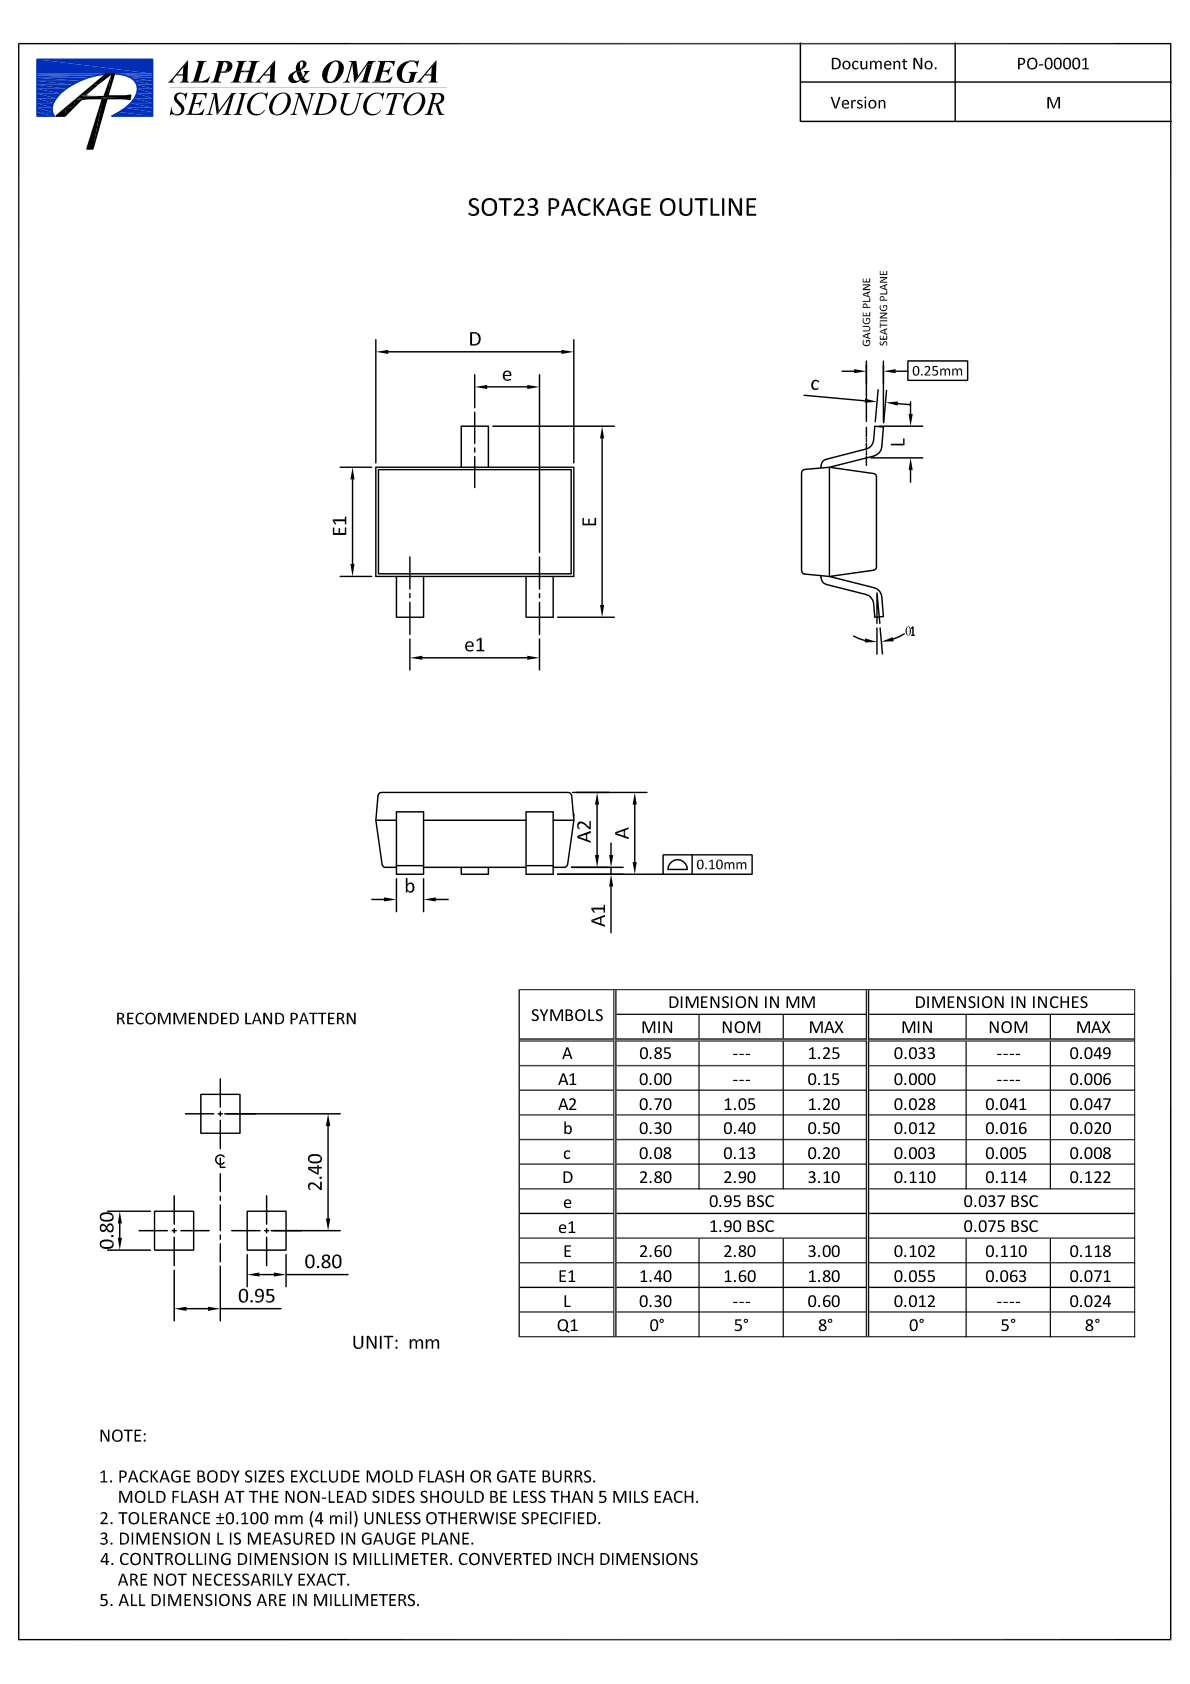 ALPHA & OMEGA
SEMICONDUCTOR
Document No. PO-00001
Version M
SOT23 PACKAGE OUTLINE
GAUGE PLANE
SEATING PLANE
D
e
0.25mm
c
L
E1
E
e1
01
A2
A
0.10mm
b
A1
RECOMMENDED LAND PATTERN
℄
2.40
0.80
0.80
0.95
UNIT: mm
SYMBOLS DIMENSION IN MM DIMENSION IN INCHES
MIN NOM MAX MIN NOM MAX
A 0.85 --- 1.25 0.033 ---- 0.049
A1 0.00 --- 0.15 0.000 ---- 0.006
A2 0.70 1.05 1.20 0.028 0.041 0.047
b 0.30 0.40 0.50 0.012 0.016 0.020
c 0.08 0.13 0.20 0.003 0.005 0.008
D 2.80 2.90 3.10 0.110 0.114 0.122
e 0.95 BSC 0.037 BSC
e1 1.90 BSC 0.075 BSC
E 2.60 2.80 3.00 0.102 0.110 0.118
E1 1.40 1.60 1.80 0.055 0.063 0.071
L 0.30 --- 0.60 0.012 ---- 0.024
Q1 0° 5° 8° 0° 5° 8°
NOTE:
1. PACKAGE BODY SIZES EXCLUDE MOLD FLASH OR GATE BURRS.
MOLD FLASH AT THE NON-LEAD SIDES SHOULD BE LESS THAN 5 MILS EACH.
2. TOLERANCE ±0.100 mm (4 mil) UNLESS OTHERWISE SPECIFIED.
3. DIMENSION L IS MEASURED IN GAUGE PLANE.
4. CONTROLLING DIMENSION IS MILLIMETER. CONVERTED INCH DIMENSIONS
ARE NOT NECESSARILY EXACT.
5. ALL DIMENSIONS ARE IN MILLIMETERS.